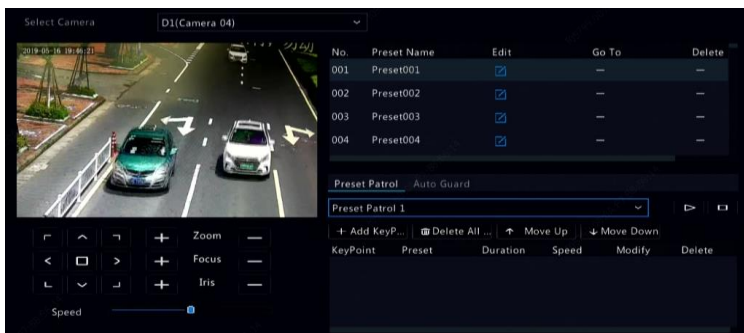 Select Camera D1(Camera 04)
2019-05-16 19:46:21
No. Preset Name Edit Go To Delete
001 Preset001
002 Preset002
003 Preset003
004 Preset004
Preset Patrol Auto Guard
Preset Patrol 1
Add KeyP... Delete All ... Move Up Move Down
KeyPoint Preset Duration Speed Modify Delete
Zoom
Focus
Iris
Speed